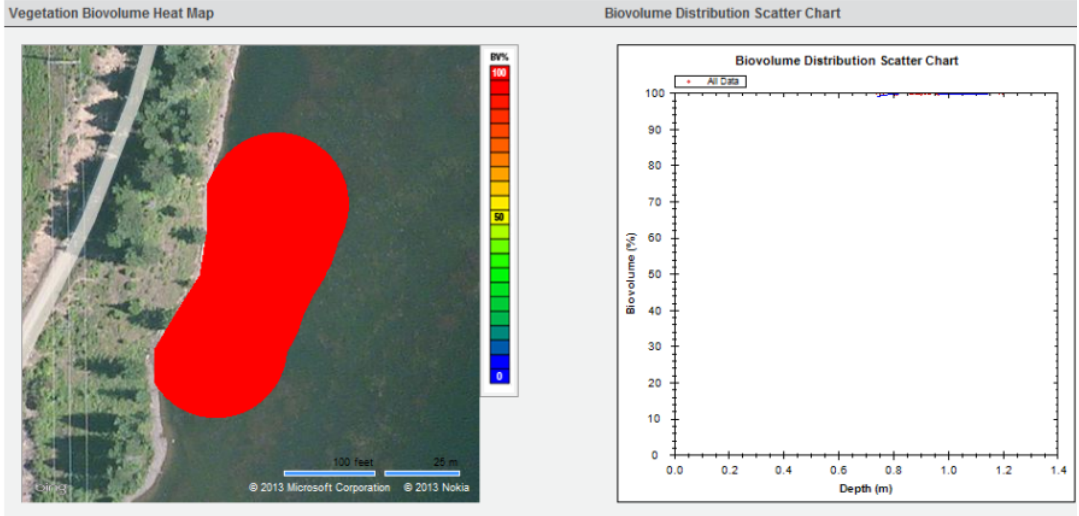 Vegetation Biovolume Heat Map
Biovolume Distribution Scatter Chart
BV%
100
50
0
100 feet
25 m
bing
© 2013 Microsoft Corporation © 2013 Nokia
Biovolume Distribution Scatter Chart
All Data
100
90
80
70
60
50
40
30
20
10
0
Biovolume (%)
0.0 0.2 0.4 0.6 0.8 1.0 1.2 1.4
Depth (m)